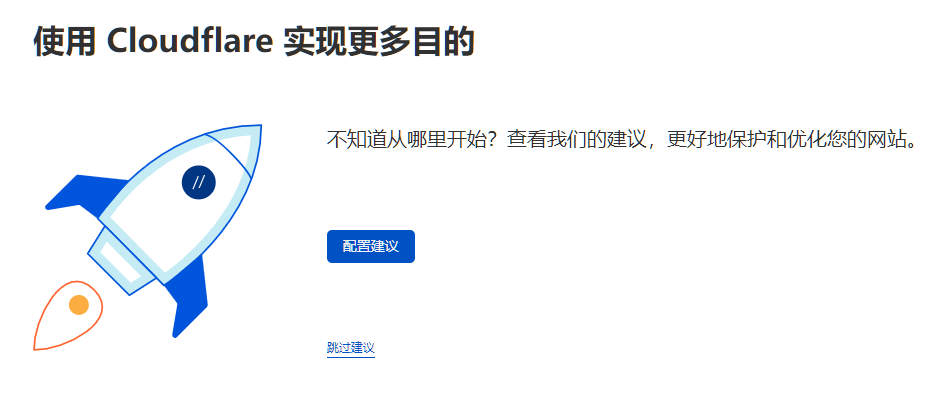 使用 Cloudflare 实现更多目的
不知道从哪里开始？查看我们的建议，更好地保护和优化您的网站。
//
配置建议
跳过建议